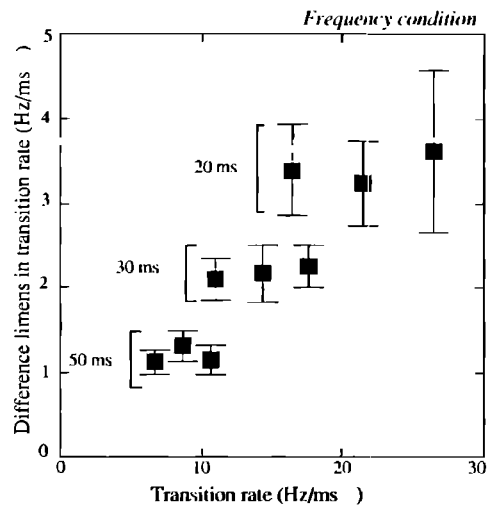 Frequency condition
Difference limens in transition rate (Hz/ms )
5
4
3
2
1
0
20 ms
30 ms
50 ms
0
10
20
30
Transition rate (Hz/ms )